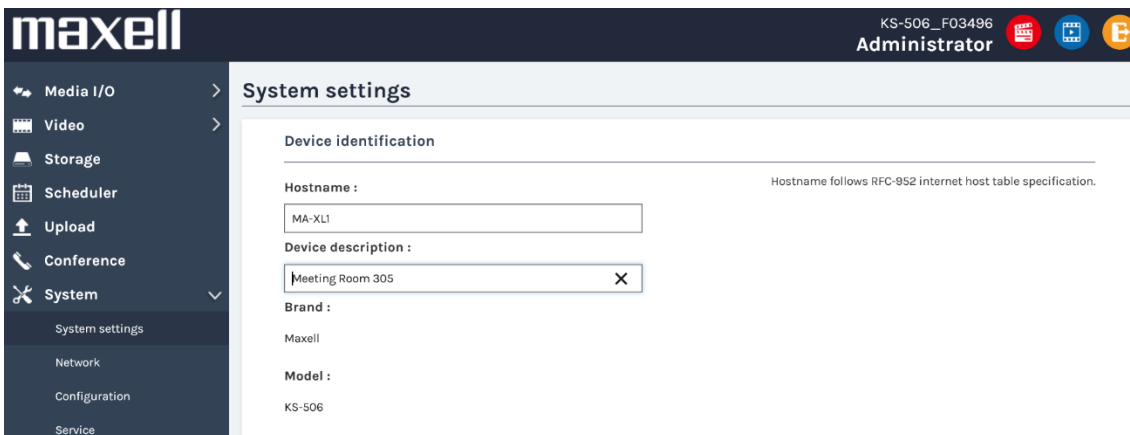 maxell
KS-506_F03496
Administrator
Media I/O
Video
Storage
Scheduler
Upload
Conference
System
System settings
Network
Configuration
Service
System settings
Device identification
Hostname :
Hostname follows RFC-952 internet host table specification.
MA-XL1
Device description :
Meeting Room 305
Brand :
Maxell
Model :
KS-506